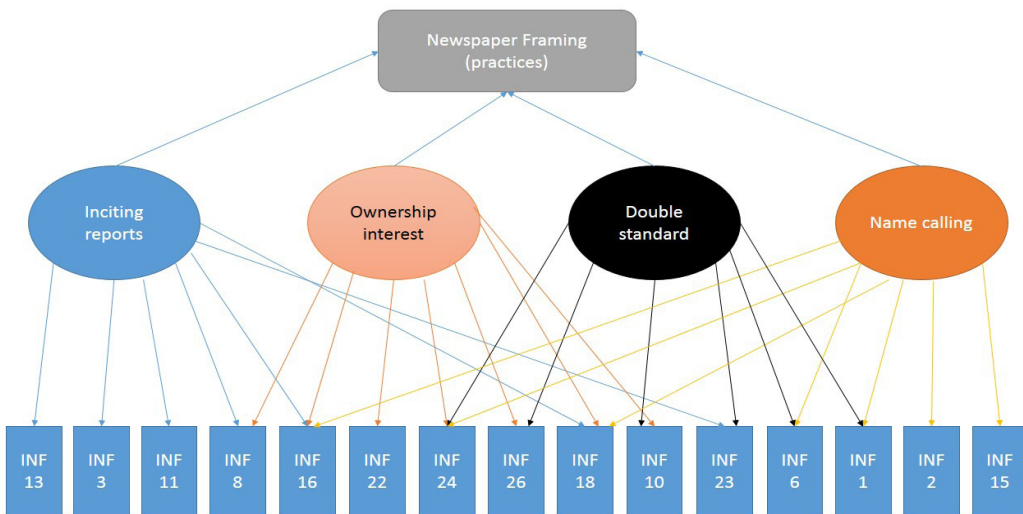 Newspaper Framing
(practices)
Inciting
reports
Ownership
interest
Double
standard
Name calling
INF
13
INF
3
INF
11
INF
8
INF
16
INF
22
INF
24
INF
26
INF
18
INF
10
INF
23
INF
6
INF
1
INF
2
INF
15